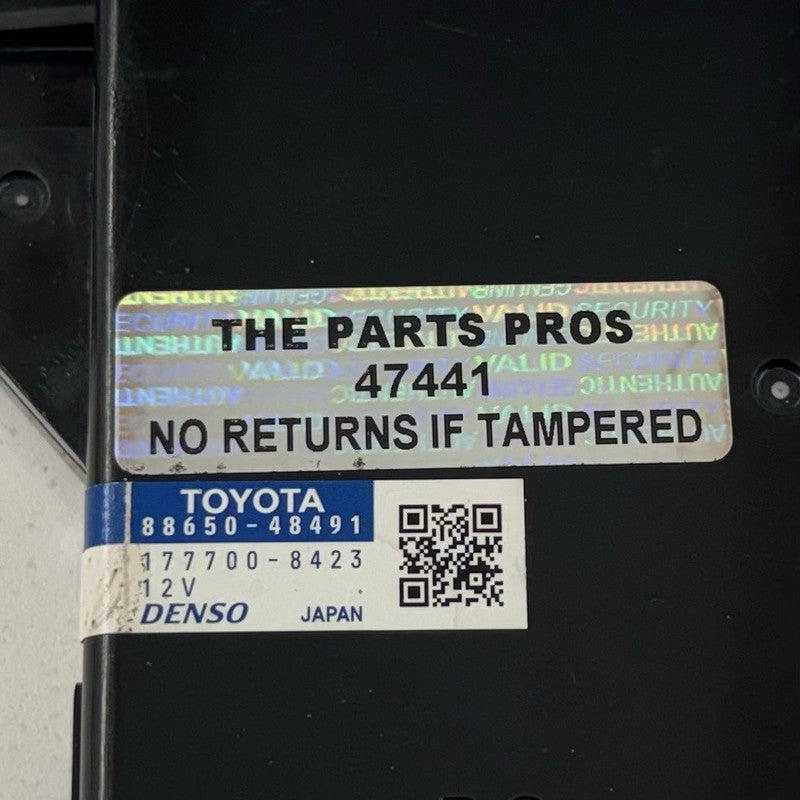 THE PARTS PROS
47441
NO RETURNS IF TAMPERED
TOYOTA
88650-48491
177700-8423
12V
DENSO JAPAN